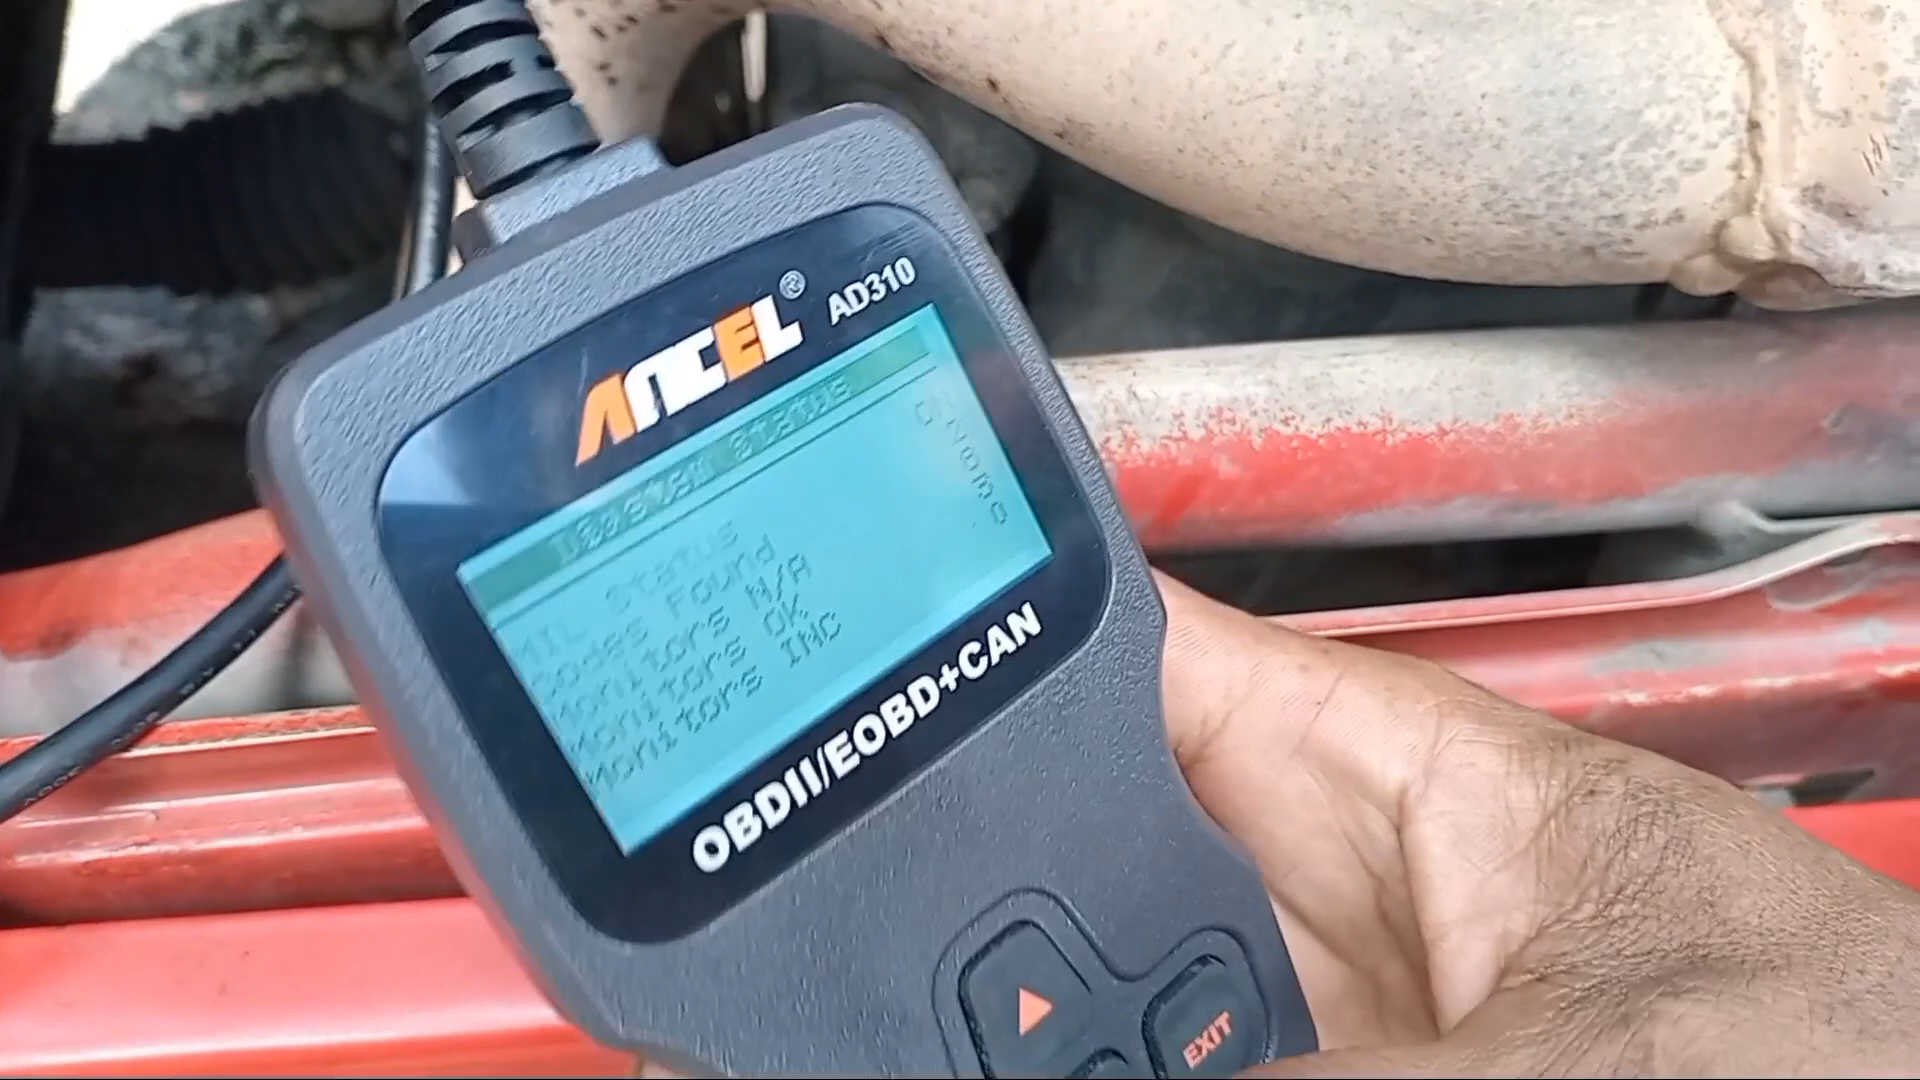 ANCEL® AD310
System Status
MIL Status
Codes Found
Monitors N/A
Monitors OK
Monitors INC
OBDII/EOBD+CAN
EXIT